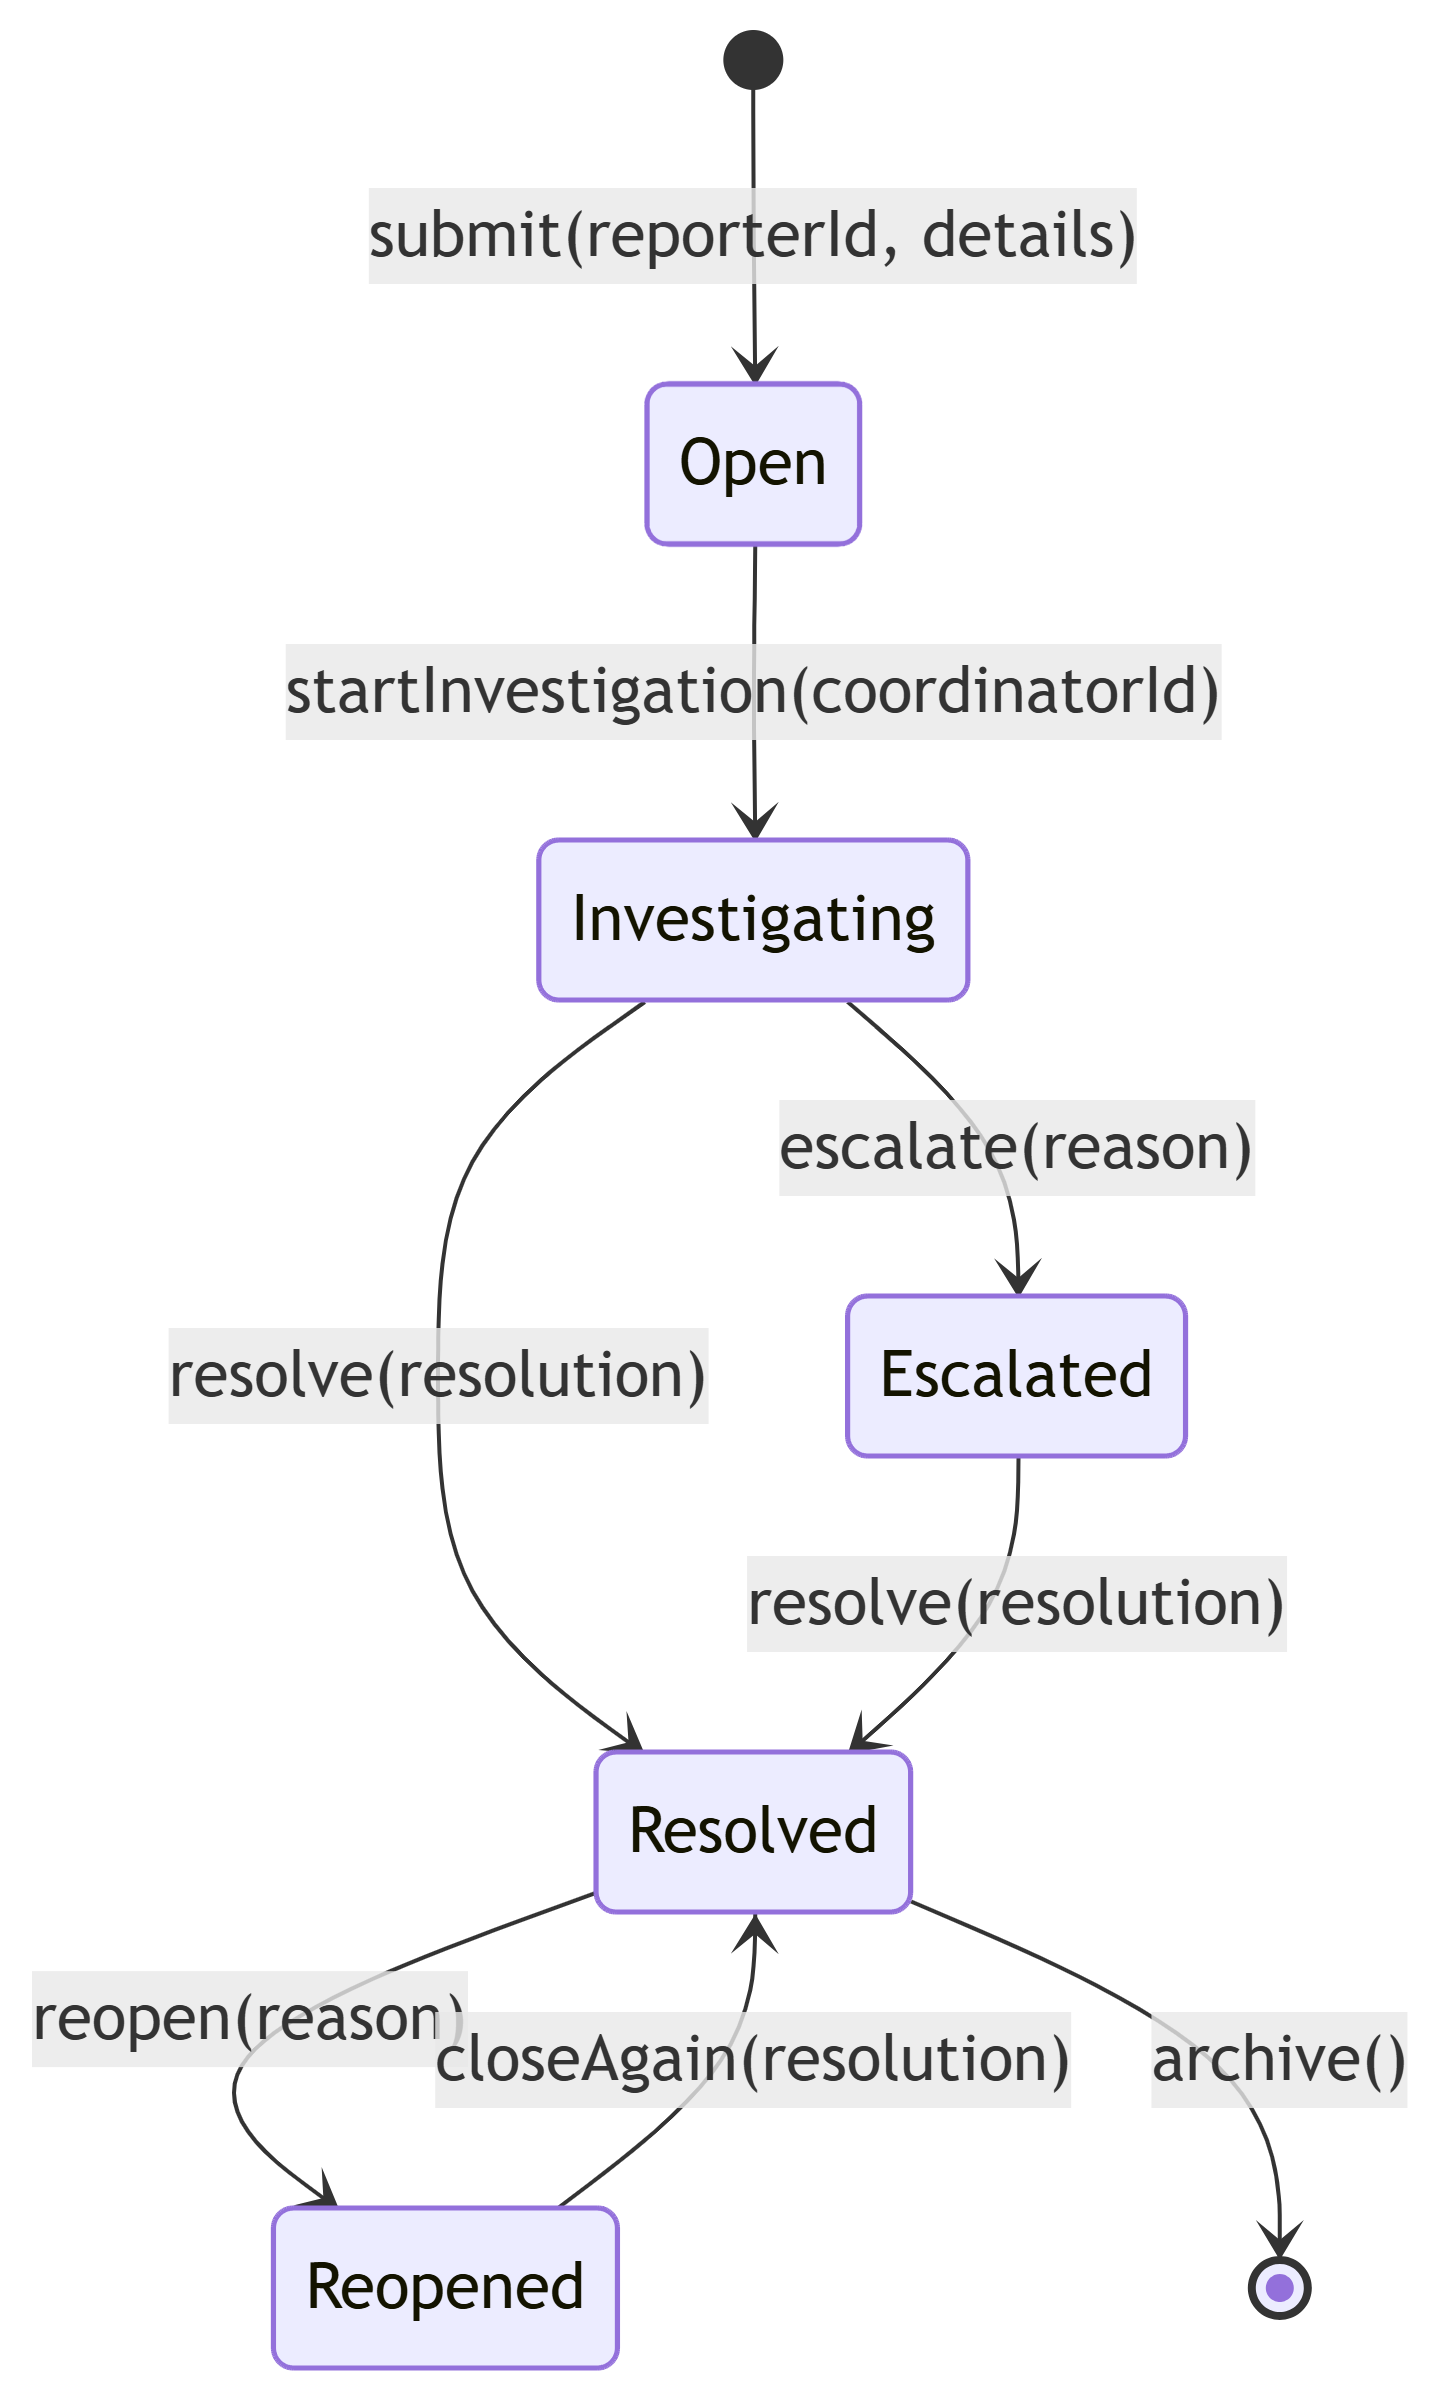 submit(reporterId, details)
Open
startInvestigation(coordinatorId)
Investigating
escalate(reason)
resolve(resolution)
Escalated
resolve(resolution)
Resolved
reopen(reason)
closeAgain(resolution)
archive()
Reopened